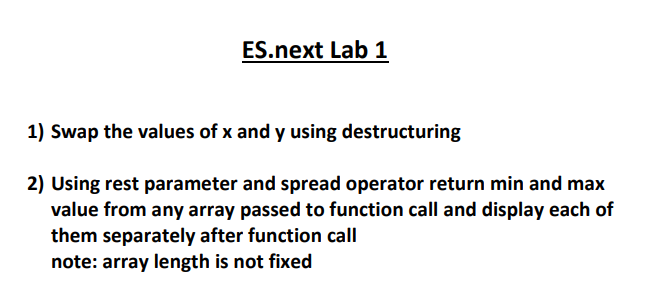 ES.next Lab 1
1) Swap the values of x and y using destructuring
2) Using rest parameter and spread operator return min and max
value from any array passed to function call and display each of
them separately after function call
note: array length is not fixed